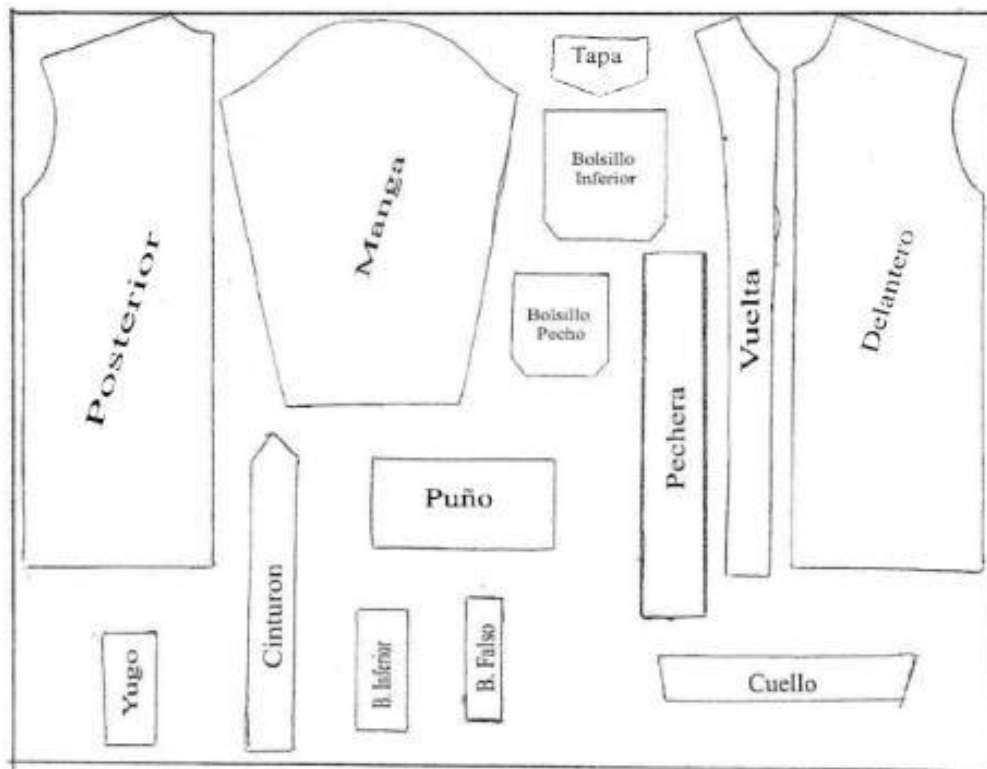 Tapa
Bolsillo
Inferior
Manga
Posterior
Vuelta
Delantero
Bolsillo
Pecho
Pechera
Puño
Cinturon
Yugo
B. Inferior
B. Falso
Cuello